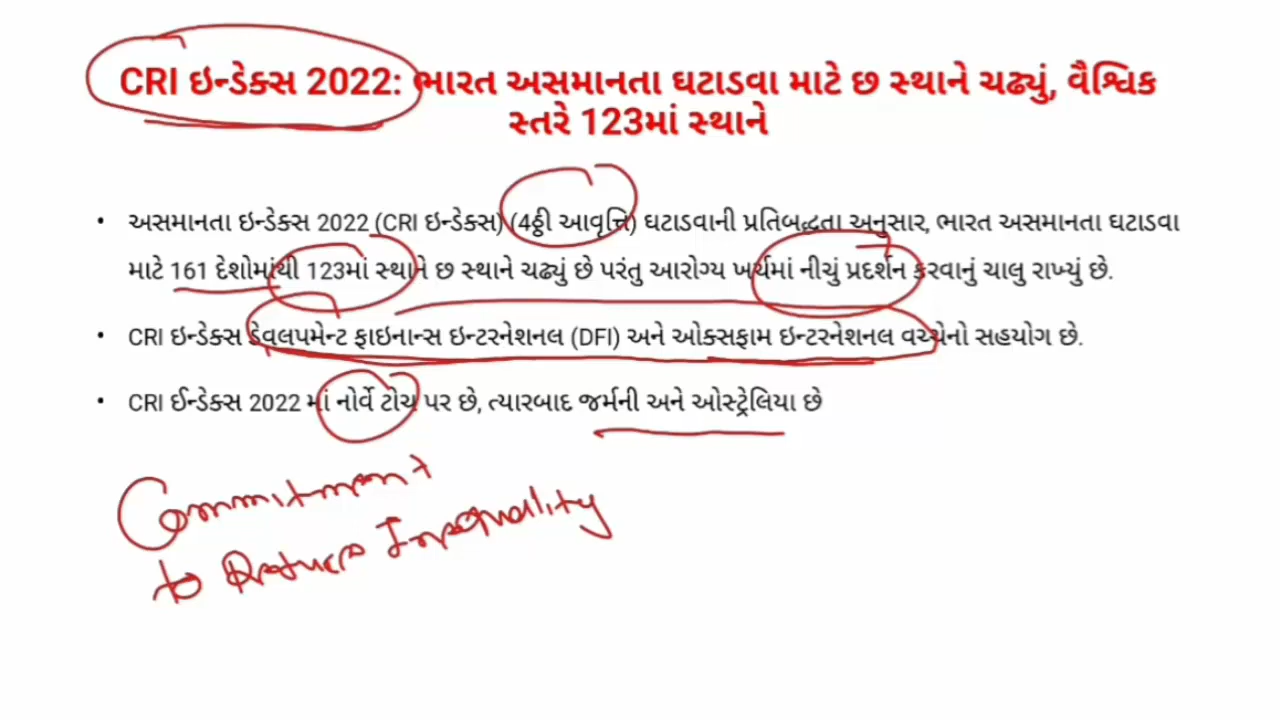 CRI ઇન્ડેક્સ 2022: ભારત અસમાનતા ઘટાડવા માટે છ સ્થાને ચઢ્યું, વૈશ્વિક
સ્તરે 123માં સ્થાને
• અસમાનતા ઇન્ડેક્સ 2022 (CRI ઇન્ડેક્સ) (4ઠ્ઠી આવૃત્તિ) ઘટાડવાની પ્રતિબદ્ધતા અનુસાર, ભારત અસમાનતા ઘટાડવા
માટે 161 દેશોમાંથી 123માં સ્થાને છ સ્થાને ચઢ્યું છે પરંતુ આરોગ્ય ખર્ચમાં નીચું પ્રદર્શન કરવાનું ચાલુ રાખ્યું છે.
• CRI ઇન્ડેક્સ ડેવલપમેન્ટ ફાઇનાન્સ ઇન્ટરનેશનલ (DFI) અને ઓક્સફામ ઇન્ટરનેશનલ વચ્ચેનો સહયોગ છે.
• CRI ઈન્ડેક્સ 2022 માં નોર્વે ટોચ પર છે, ત્યારબાદ જર્મની અને ઓસ્ટ્રેલિયા છે
Commitment
to Reduce Inequality